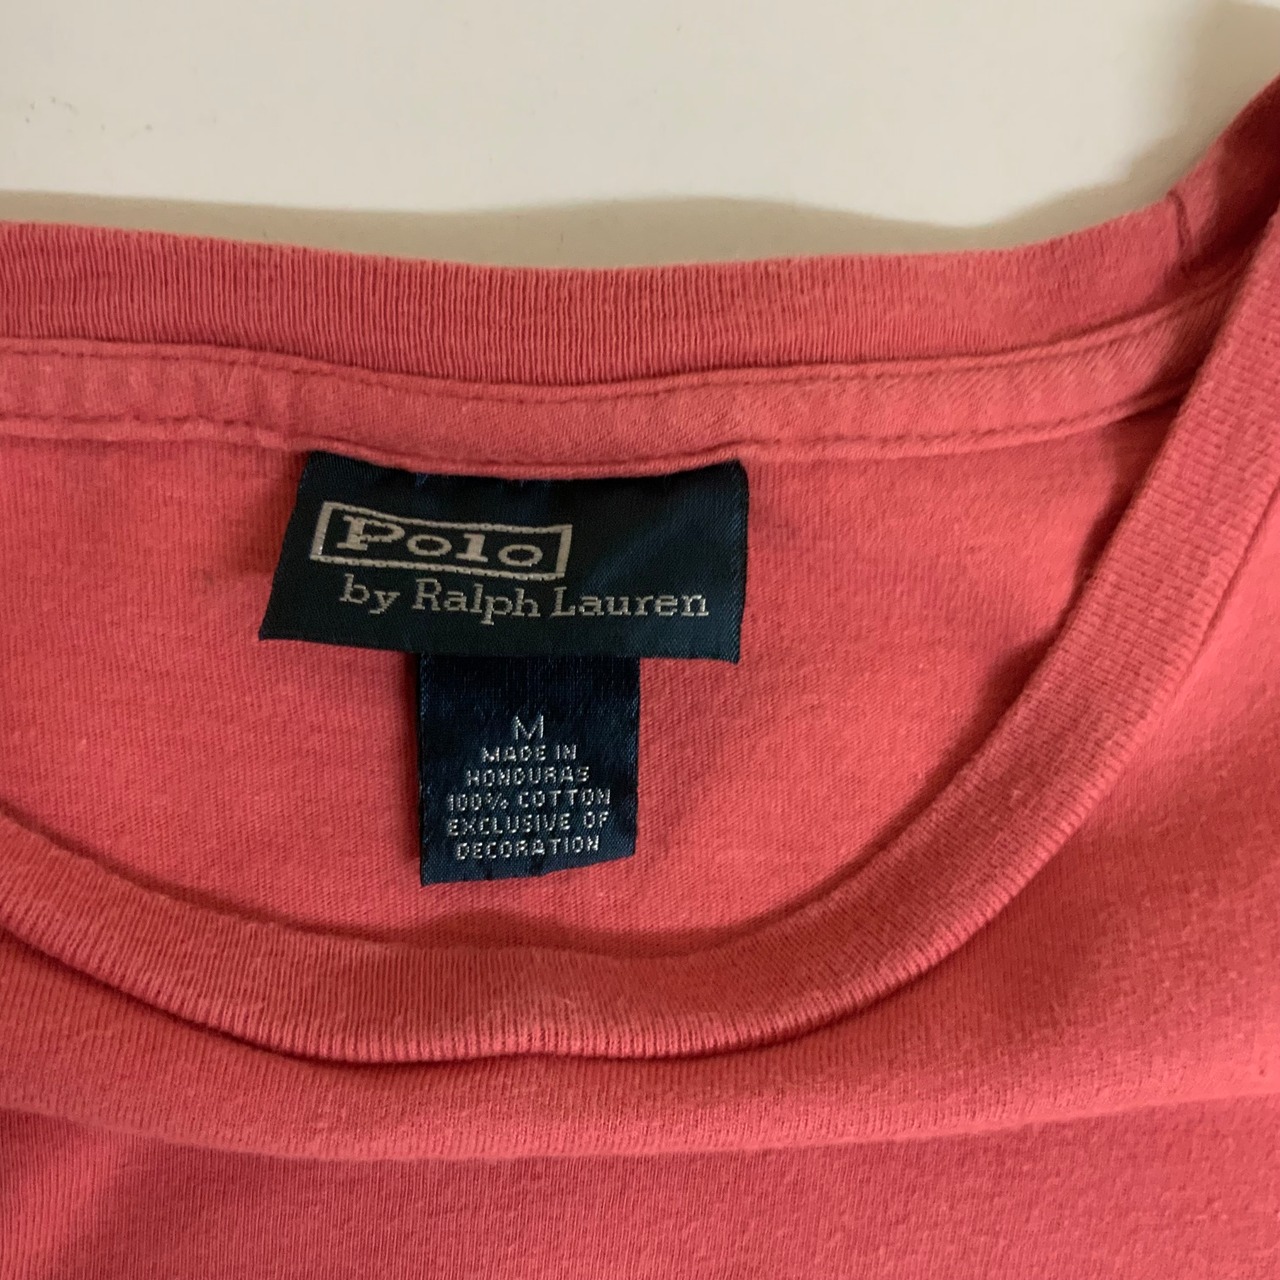 Polo
by Ralph Lauren
M
MADE IN
HONDURAS
100% COTTON
EXCLUSIVE OF
DECORATION